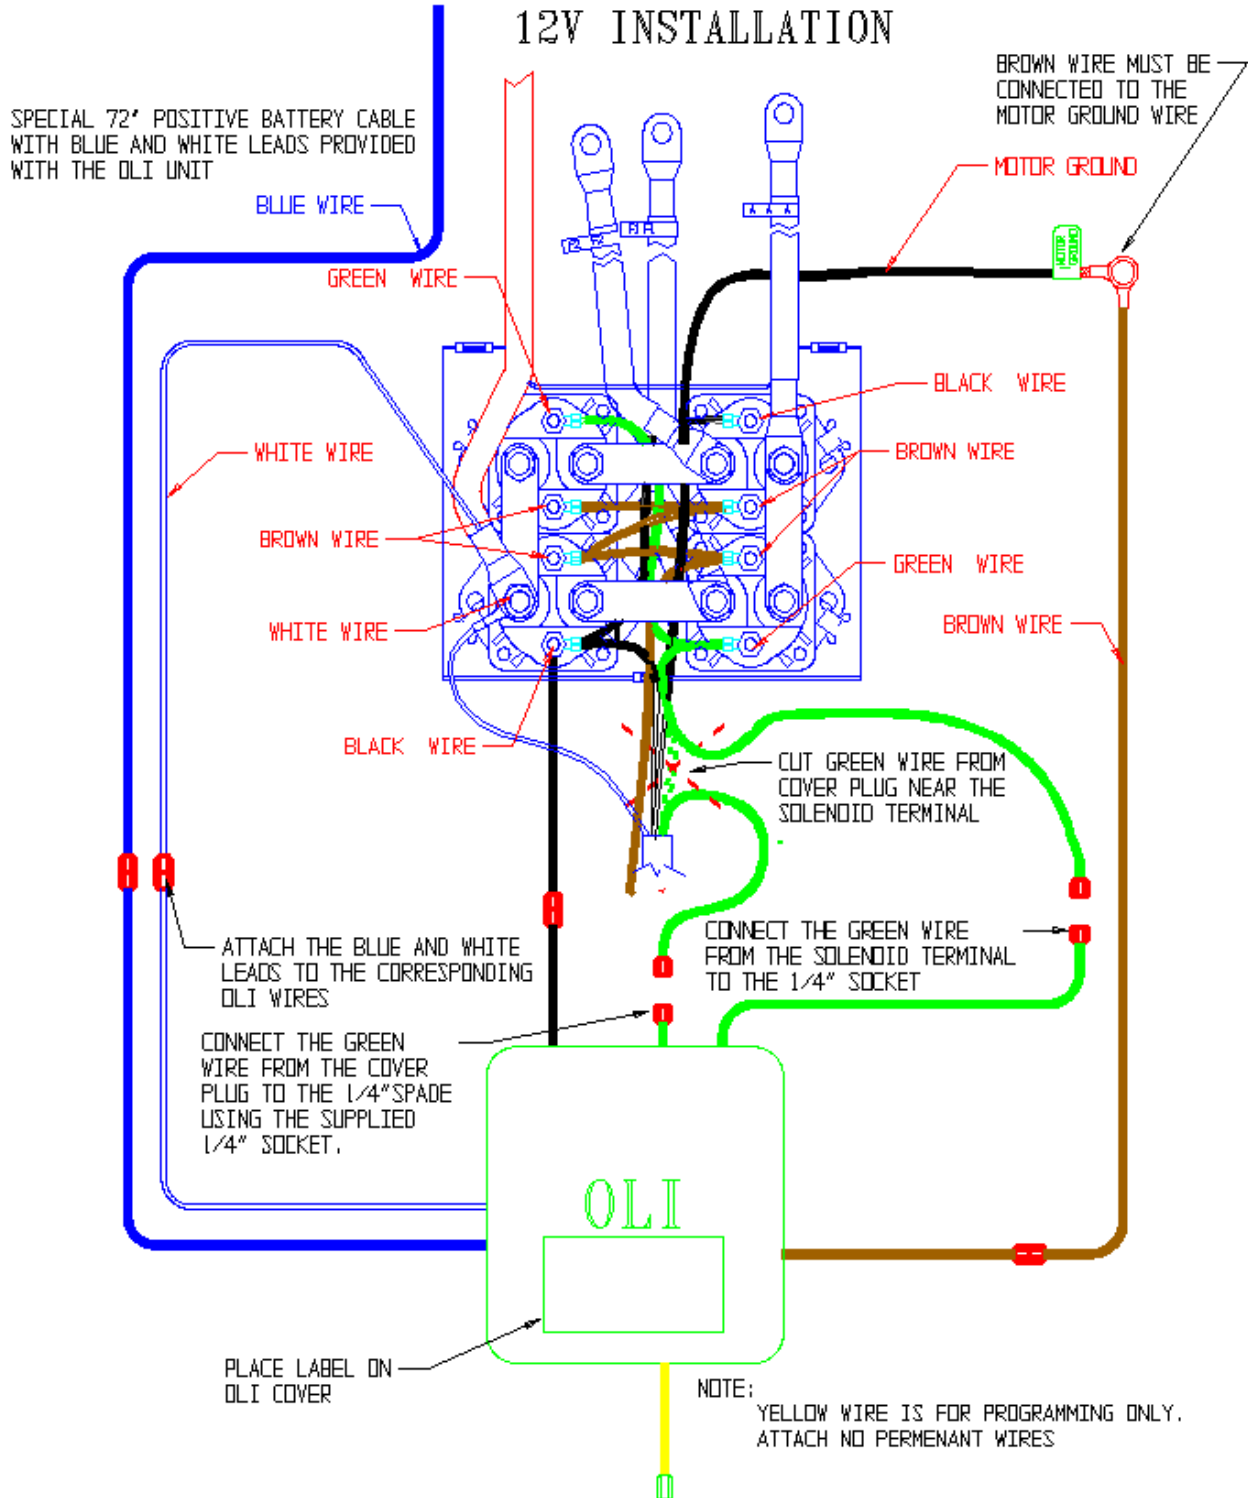 12V INSTALLATION
BROWN WIRE MUST BE
CONNECTED TO THE
MOTOR GROUND WIRE
SPECIAL 72" POSITIVE BATTERY CABLE
WITH BLUE AND WHITE LEADS PROVIDED
WITH THE OLI UNIT
MOTOR GROUND
BLUE WIRE
MOTOR
GROUND
GREEN WIRE
BLACK WIRE
WHITE WIRE
BROWN WIRE
BROWN WIRE
GREEN WIRE
WHITE WIRE
BROWN WIRE
BLACK WIRE
CUT GREEN WIRE FROM
COVER PLUG NEAR THE
SOLENOID TERMINAL
ATTACH THE BLUE AND WHITE
LEADS TO THE CORRESPONDING
OLI WIRES
CONNECT THE GREEN WIRE
FROM THE SOLENOID TERMINAL
TO THE 1/4" SOCKET
CONNECT THE GREEN
WIRE FROM THE COVER
PLUG TO THE 1/4"SPADE
USING THE SUPPLIED
1/4" SOCKET.
OLI
PLACE LABEL ON
OLI COVER
NOTE:
YELLOW WIRE IS FOR PROGRAMMING ONLY.
ATTACH NO PERMENANT WIRES